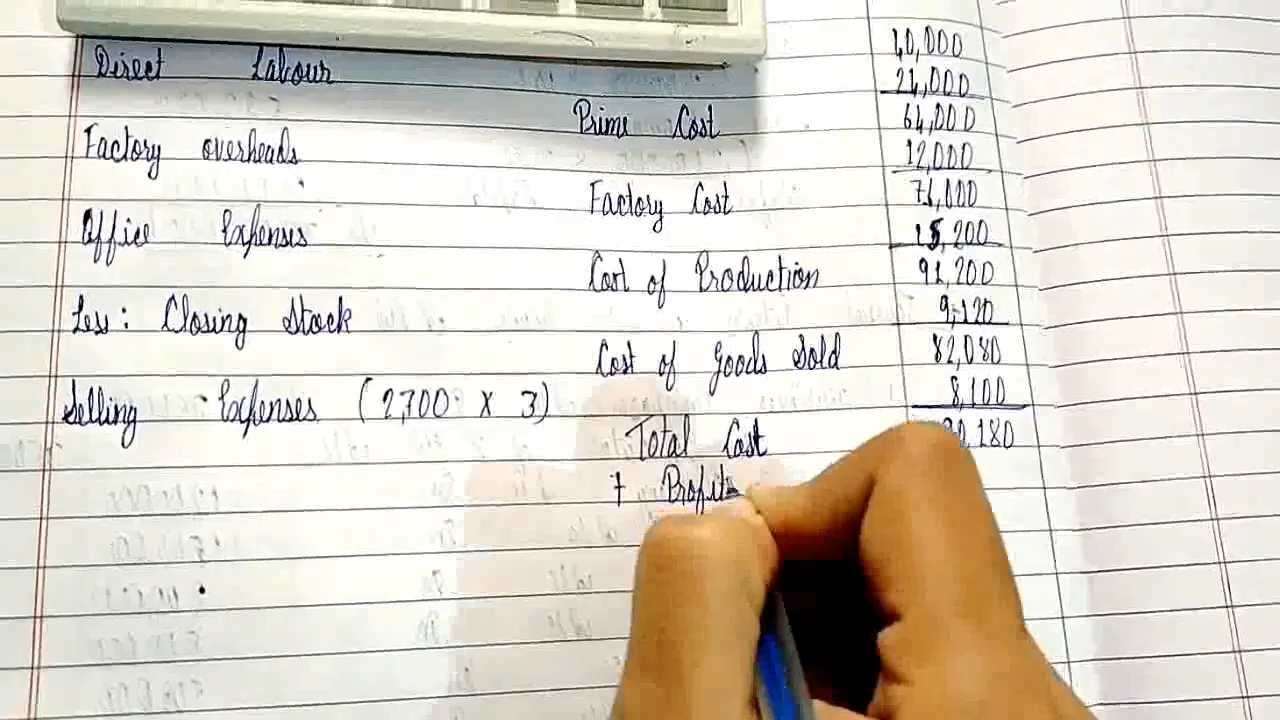 40,000
Direct Labour 24,000
Prime Cost 64,000
Factory overheads 12,000
Factory Cost 76,000
Office Expenses 15,200
Cost of Production 91,200
Less: Closing Stock 9,120
Cost of Goods Sold 82,080
Selling Expenses (2,700 X 3) 8,100
Total Cost 90,180
+ Profit